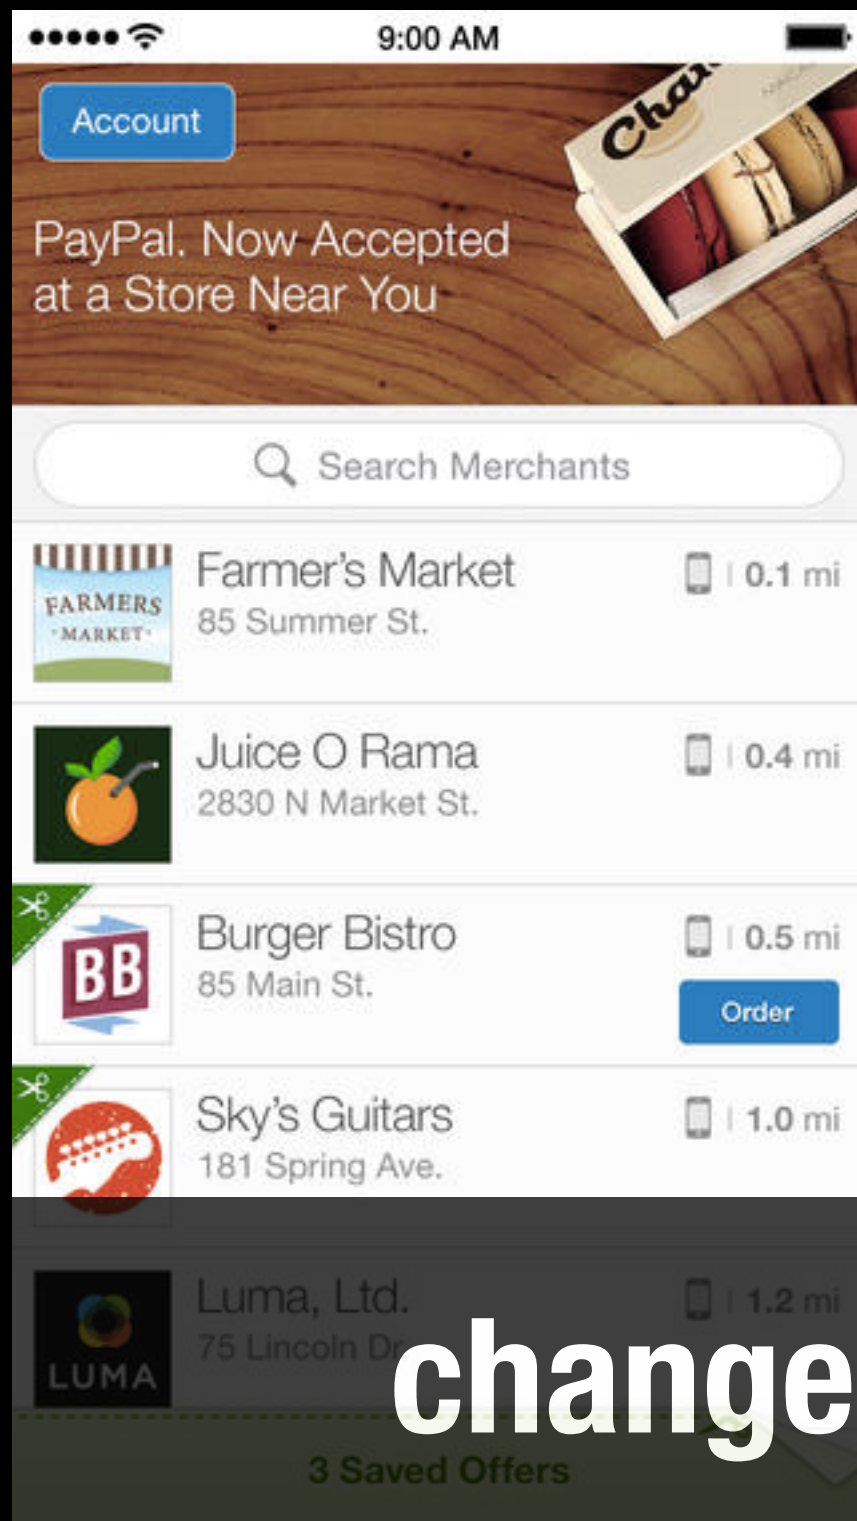 9:00 AM
Account
PayPal. Now Accepted
at a Store Near You
Search Merchants
FARMERS
·MARKET·
Farmer's Market
85 Summer St.
0.1 mi
Juice O Rama
2830 N Market St.
0.4 mi
BB
Burger Bistro
85 Main St.
0.5 mi
Order
Sky's Guitars
181 Spring Ave.
1.0 mi
LUMA
Luma, Ltd.
75 Lincoln Dr.
1.2 mi
change
3 Saved Offers